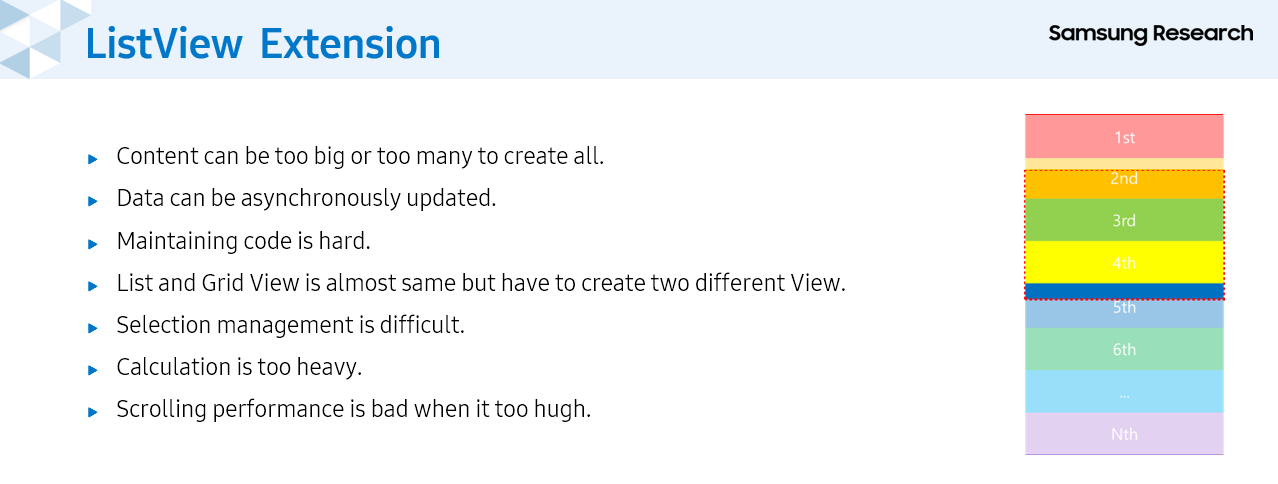 ListView Extension
Samsung Research
Content can be too big or too many to create all.
Data can be asynchronously updated.
Maintaining code is hard.
List and Grid View is almost same but have to create two different View.
Selection management is difficult.
Calculation is too heavy.
Scrolling performance is bad when it too hugh.
1st
2nd
3rd
4th
5th
6th
...
Nth